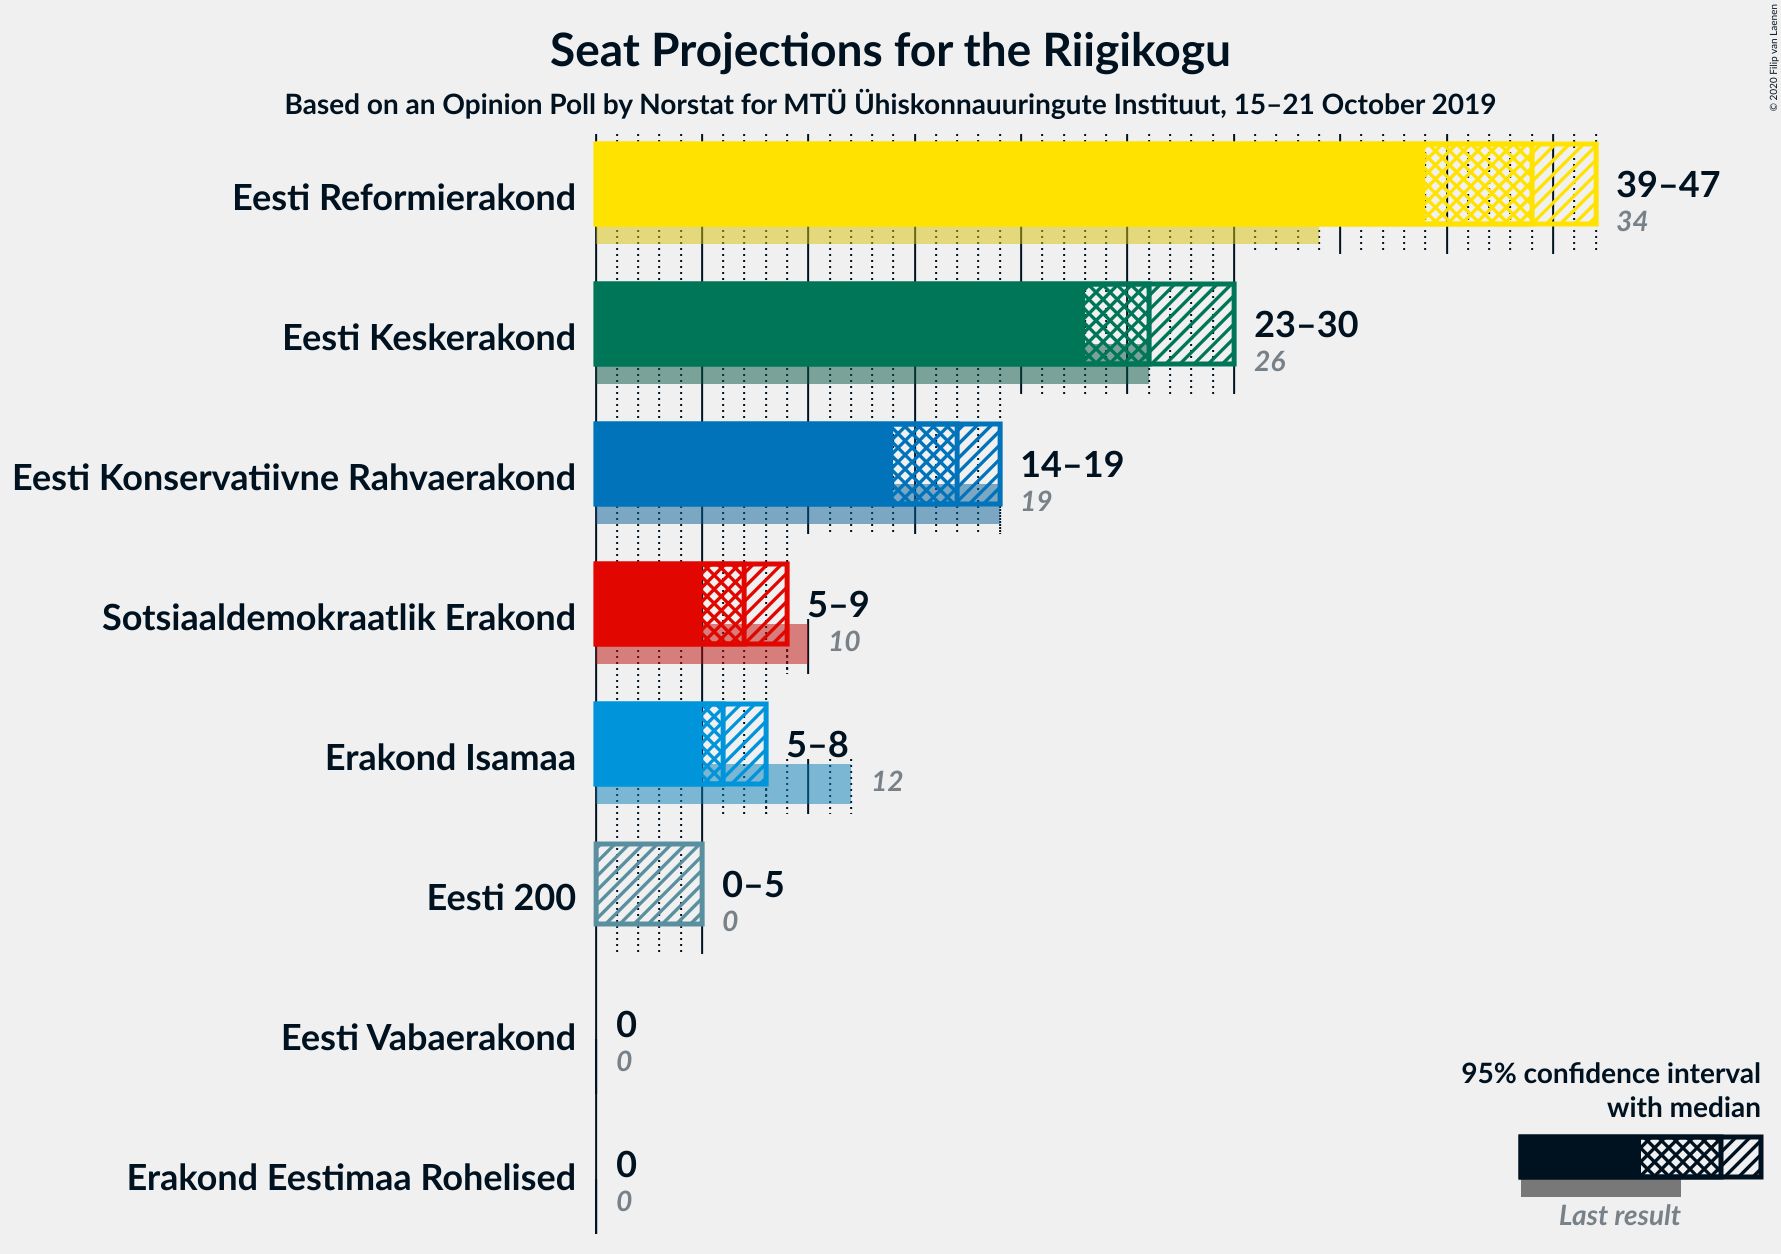 Seat Projections for the Riigikogu
Based on an Opinion Poll by Norstat for MTÜ Ühiskonnauuringute Instituut, 15–21 October 2019
© 2020 Filip van Laenen
Eesti Reformierakond
39–47
34
Eesti Keskerakond
23–30
26
Eesti Konservatiivne Rahvaerakond
14–19
19
Sotsiaaldemokraatlik Erakond
5–9
10
Erakond Isamaa
5–8
12
Eesti 200
0–5
0
Eesti Vabaerakond
0
0
Erakond Eestimaa Rohelised
0
0
95% confidence interval
with median
Last result